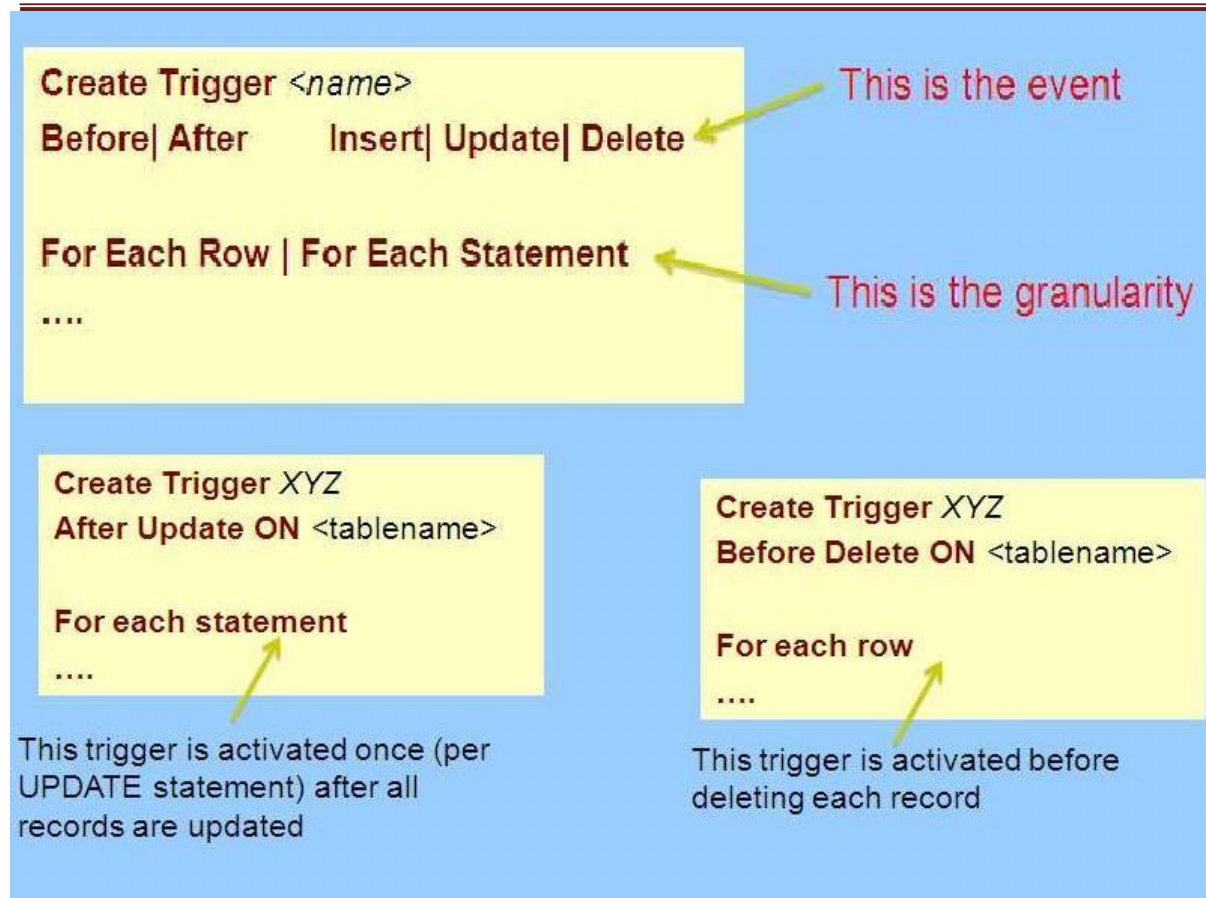 Create Trigger <name>
This is the event
Before| After Insert| Update| Delete
For Each Row | For Each Statement
This is the granularity
....
Create Trigger XYZ
After Update ON <tablename>
For each statement
....
This trigger is activated once (per
UPDATE statement) after all
records are updated
Create Trigger XYZ
Before Delete ON <tablename>
For each row
....
This trigger is activated before
deleting each record